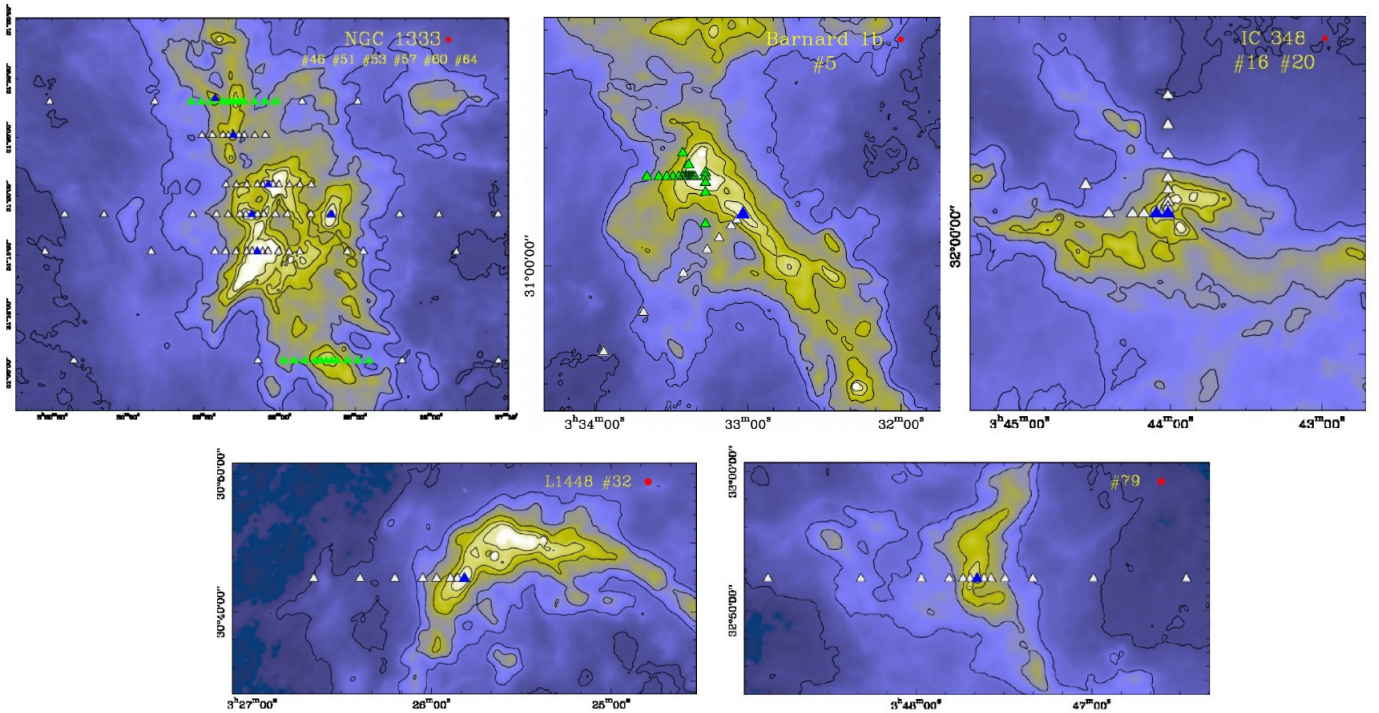 NGC 1333
#46 #51 #53 #57 #60 #64
Barnard 1b
#5
31°00'00"
3ʰ34ᵐ00ˢ 33ᵐ00ˢ 32ᵐ00ˢ
IC 348
#16 #20
32°00'00"
3ʰ45ᵐ00ˢ 44ᵐ00ˢ 43ᵐ00ˢ
L1448 #32
30°50'00"
30°40'00"
3ʰ27ᵐ00ˢ 26ᵐ00ˢ 25ᵐ00ˢ
#79
33°00'00"
32°50'00"
3ʰ48ᵐ00ˢ 47ᵐ00ˢ